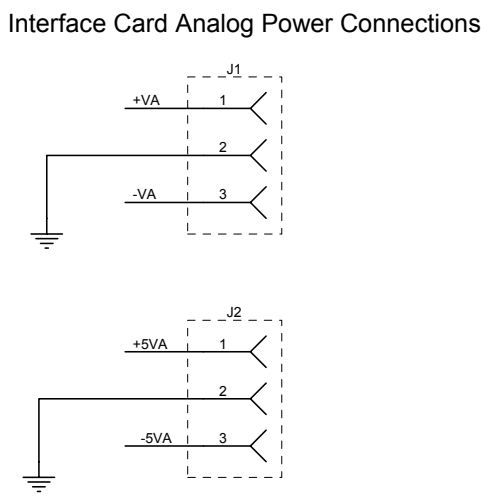 Interface Card Analog Power Connections
J1
+VA 1
2
-VA 3
J2
+5VA 1
2
-5VA 3